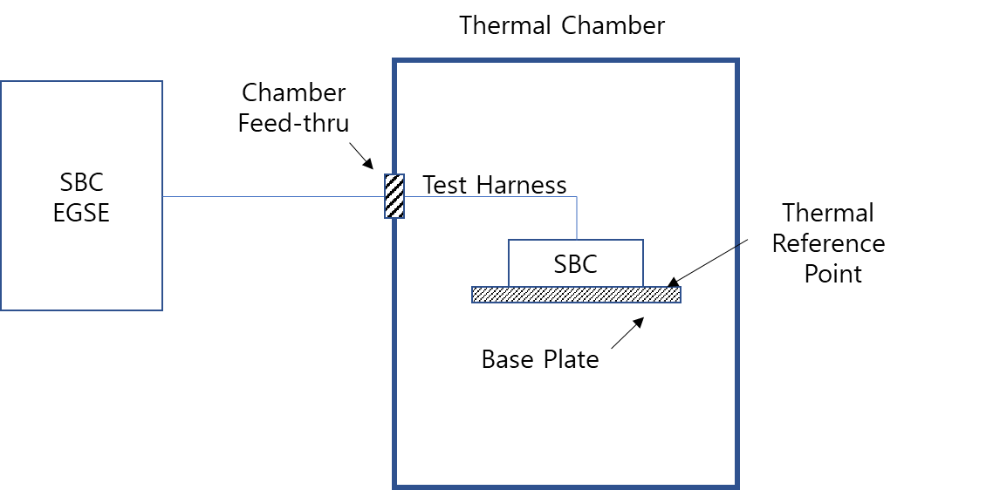 Thermal Chamber
Chamber
Feed-thru
SBC
EGSE
Test Harness
Thermal
Reference
Point
SBC
Base Plate